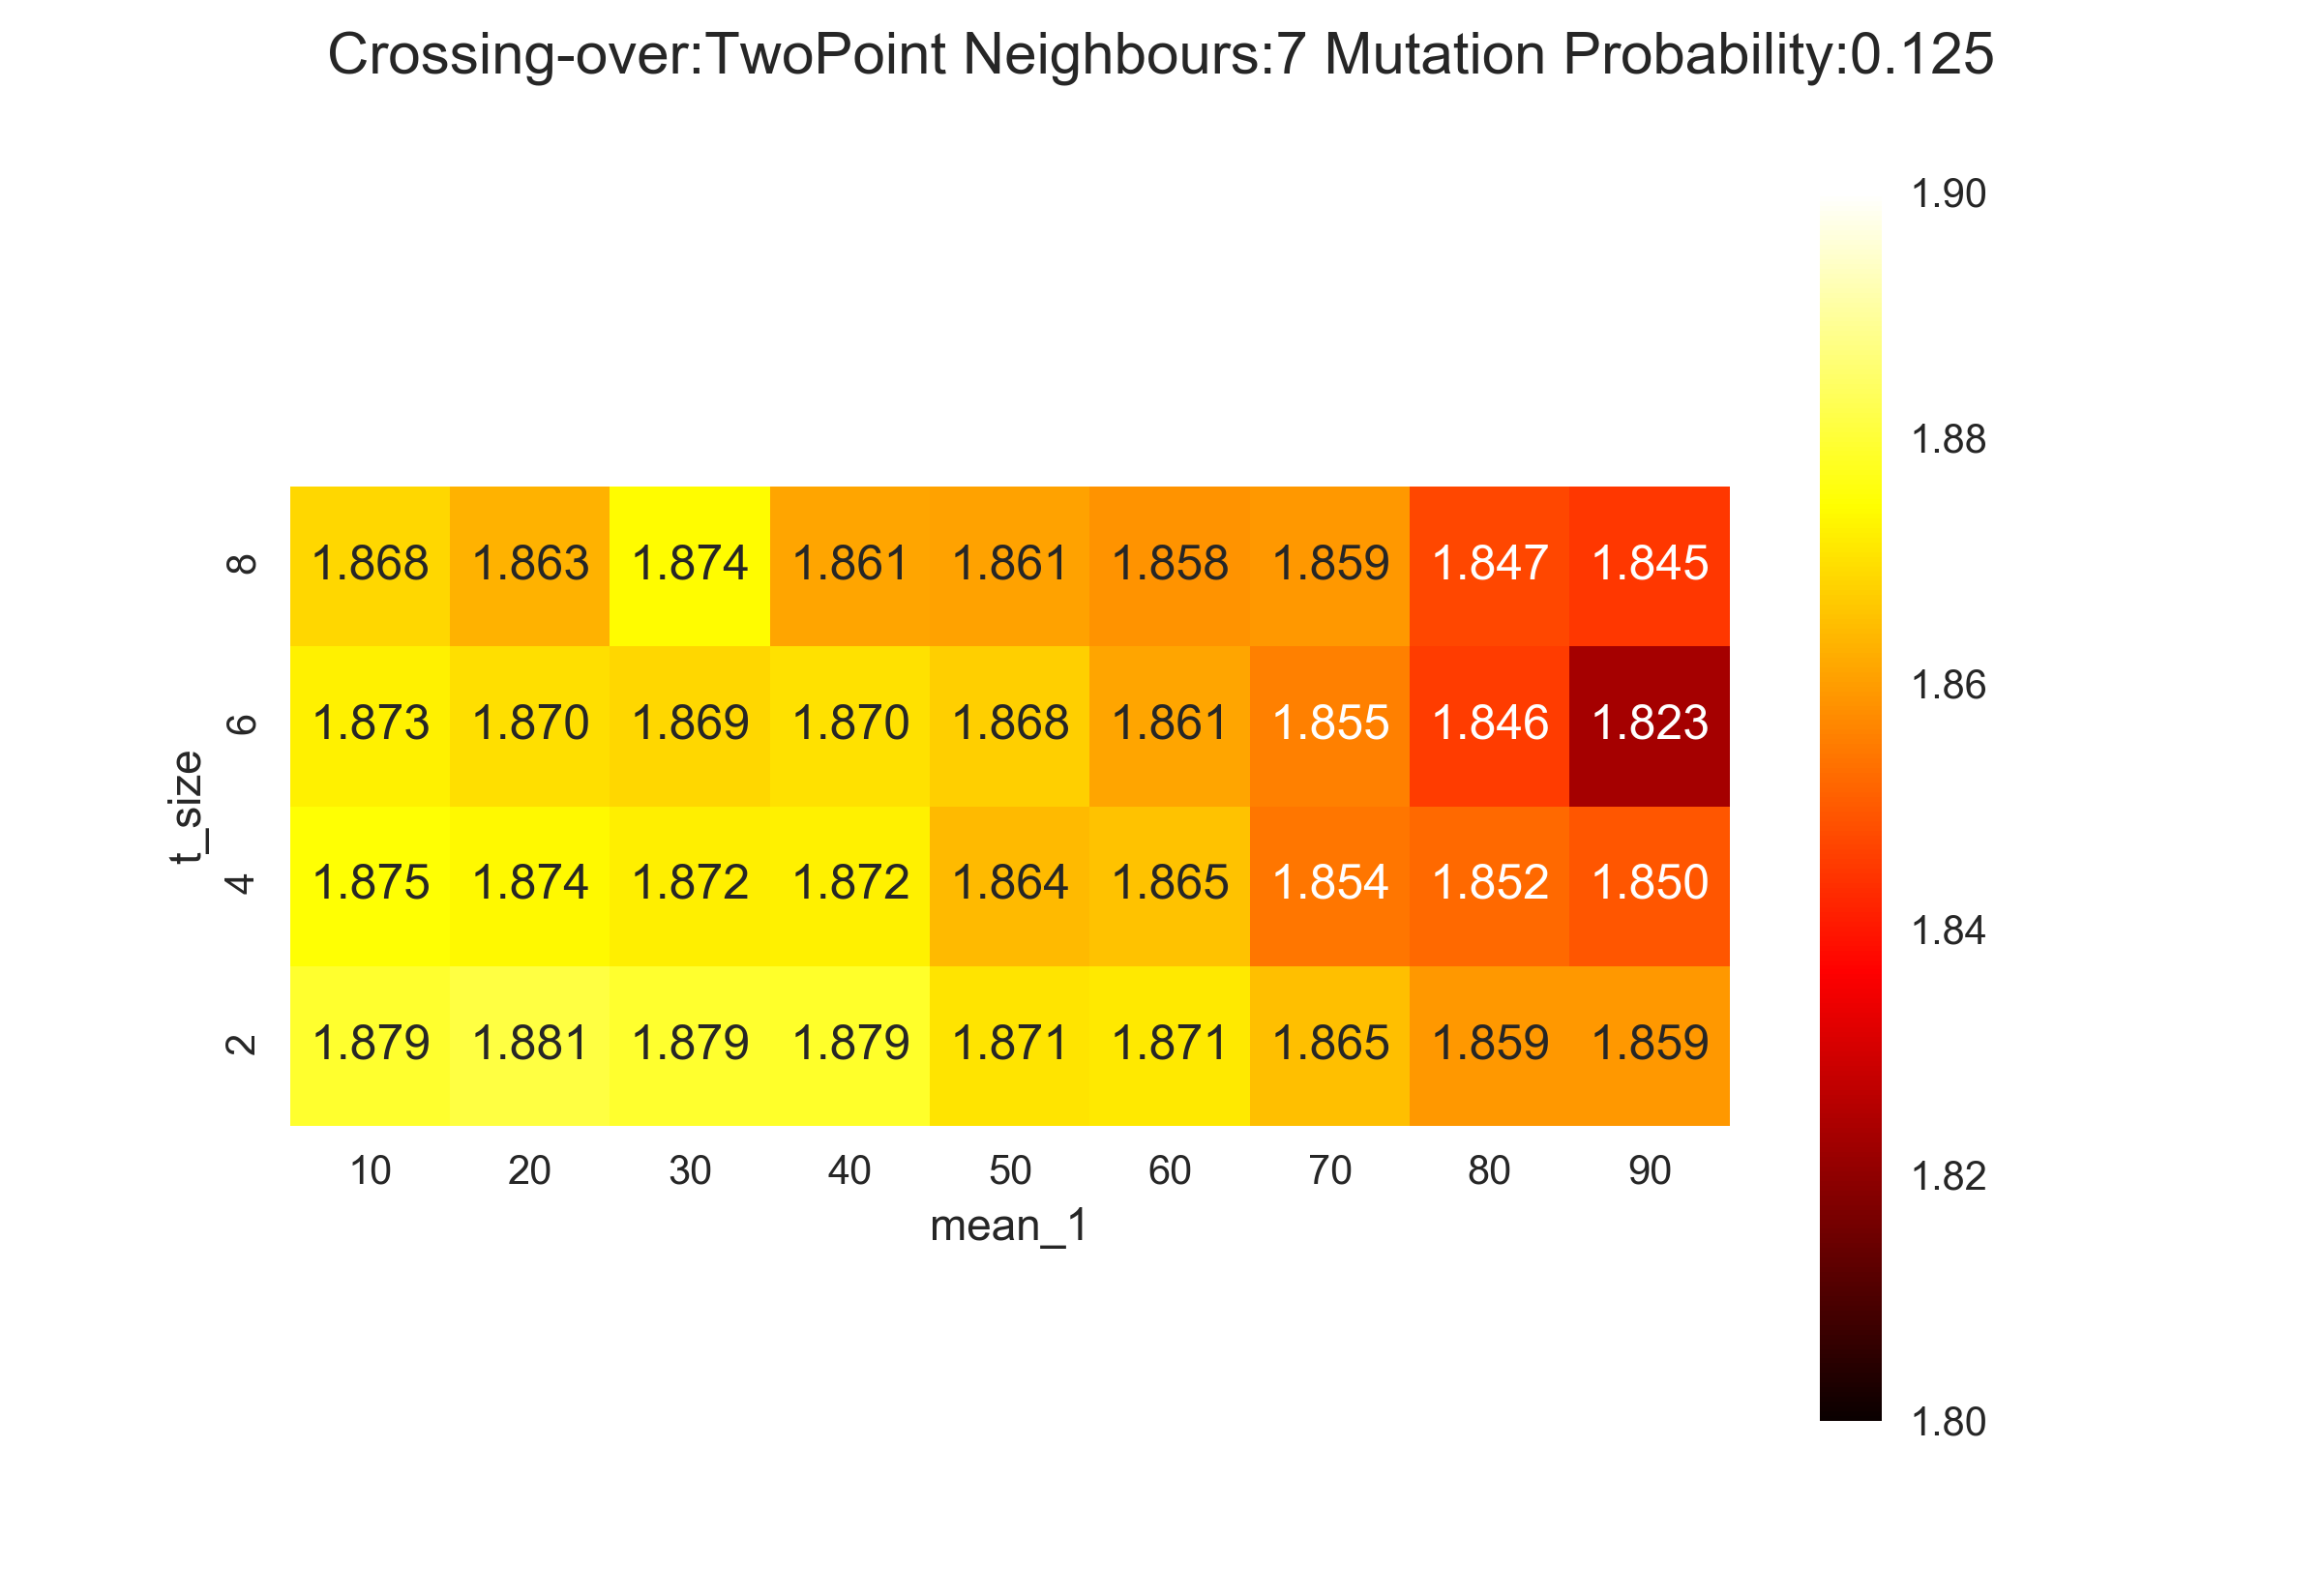 Crossing-over:TwoPoint Neighbours:7 Mutation Probability:0.125
t_size
8 1.868 1.863 1.874 1.861 1.861 1.858 1.859 1.847 1.845
6 1.873 1.870 1.869 1.870 1.868 1.861 1.855 1.846 1.823
4 1.875 1.874 1.872 1.872 1.864 1.865 1.854 1.852 1.850
2 1.879 1.881 1.879 1.879 1.871 1.871 1.865 1.859 1.859
10 20 30 40 50 60 70 80 90
mean_1
1.90
1.88
1.86
1.84
1.82
1.80